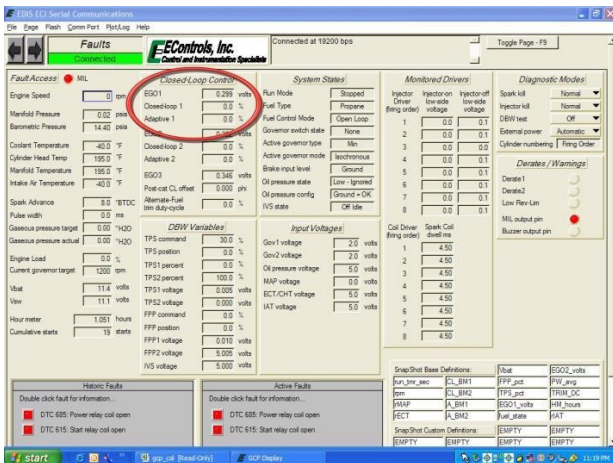 EDIS ECI Serial Communications
File Page Flash Comm Port Plot/Log Help
Faults
Connected
EControls, Inc.
Control and Instrumentation Specialists
Connected at 19200 bps
Toggle Page - F9
Fault Access MIL
Engine Speed 0 rpm
Manifold Pressure 0.02 psia
Barometric Pressure 14.40 psia
Coolant Temperature -40.0 °F
Cylinder Head Temp 195.0 °F
Manifold Temperature 195.0 °F
Intake Air Temperature -40.0 °F
Spark Advance 8.0 °BTDC
Pulse width 0.0 ms
Gaseous pressure target 0.00 "H2O
Gaseous pressure actual 0.00 "H2O
Engine Load 0.0 %
Current governor target 1200 rpm
Vbat 11.4 volts
Vsw 11.1 volts
Hour meter 1.051 hours
Cumulative starts 19 starts
Closed-Loop Control
EGO1 0.299 volts
Closed-loop 1 0.0 %
Adaptive 1 0.0 %
EGO2 volts
Closed-loop 2 0.0 %
Adaptive 2 0.0 %
EGO3 0.346 volts
Post-cat CL offset 0.000 phi
Alternate-Fuel
trim duty-cycle 0.0 %
DBW Variables
TPS command 30.0 %
TPS position 0.0 %
TPS1 percent 0.0 %
TPS2 percent 100.0 %
TPS1 voltage 0.005 volts
TPS2 voltage 0.000 volts
FPP command 0.0 %
FPP position 0.0 %
FPP1 voltage 0.010 volts
FPP2 voltage 5.005 volts
IVS voltage 5.000 volts
System States
Run Mode Stopped
Fuel Type Propane
Fuel Control Mode Open Loop
Governor switch state None
Active governor type Min
Active governor mode Isochronous
Brake input level Ground
Oil pressure state Low - Ignored
Oil pressure config Ground = OK
IVS state Off Idle
Input Voltages
Gov1 voltage 2.0 volts
Gov2 voltage 2.0 volts
Oil pressure voltage 5.0 volts
MAP voltage 0.0 volts
ECT/CHT voltage 5.0 volts
IAT voltage 5.0 volts
Monitored Drivers
Injector Driver (firing order) Injector-on low-side voltage Injector-off low-side voltage
1 0.0 0.1
2 0.0 0.1
3 0.0 0.0
4 0.0 0.1
5 0.0 0.1
6 0.0 0.1
7 0.0 0.1
8 0.0 0.1
Coil Driver (firing order) Spark Coil dwell ms
1 4.50
2 4.50
3 4.50
4 4.50
5 4.50
6 4.50
7 4.50
8 4.50
Diagnostic Modes
Spark kill Normal
Injector kill Normal
DBW test Off
External power Automatic
Cylinder numbering Firing Order
Derates / Warnings
Derate1
Derate2
Low Rev-Lim
MIL output pin
Buzzer output pin
Historic Faults
Double click fault for information...
DTC 685: Power relay coil open
DTC 615: Start relay coil open
Active Faults
Double click fault for information...
DTC 685: Power relay coil open
DTC 615: Start relay coil open
SnapShot Base Definitions: Vbat EGO2_volts
run_tmr_sec CL_BM1 FPP_pct PW_avg
rpm CL_BM2 TPS_pct TRIM_DC
rMAP A_BM1 EGO1_volts HM_hours
rECT A_BM2 fuel_state rIAT
SnapShot Custom Definitions: EMPTY EMPTY
EMPTY EMPTY EMPTY EMPTY
start
gcp_cal [Read-Only]
GCP Display
11:19 PM